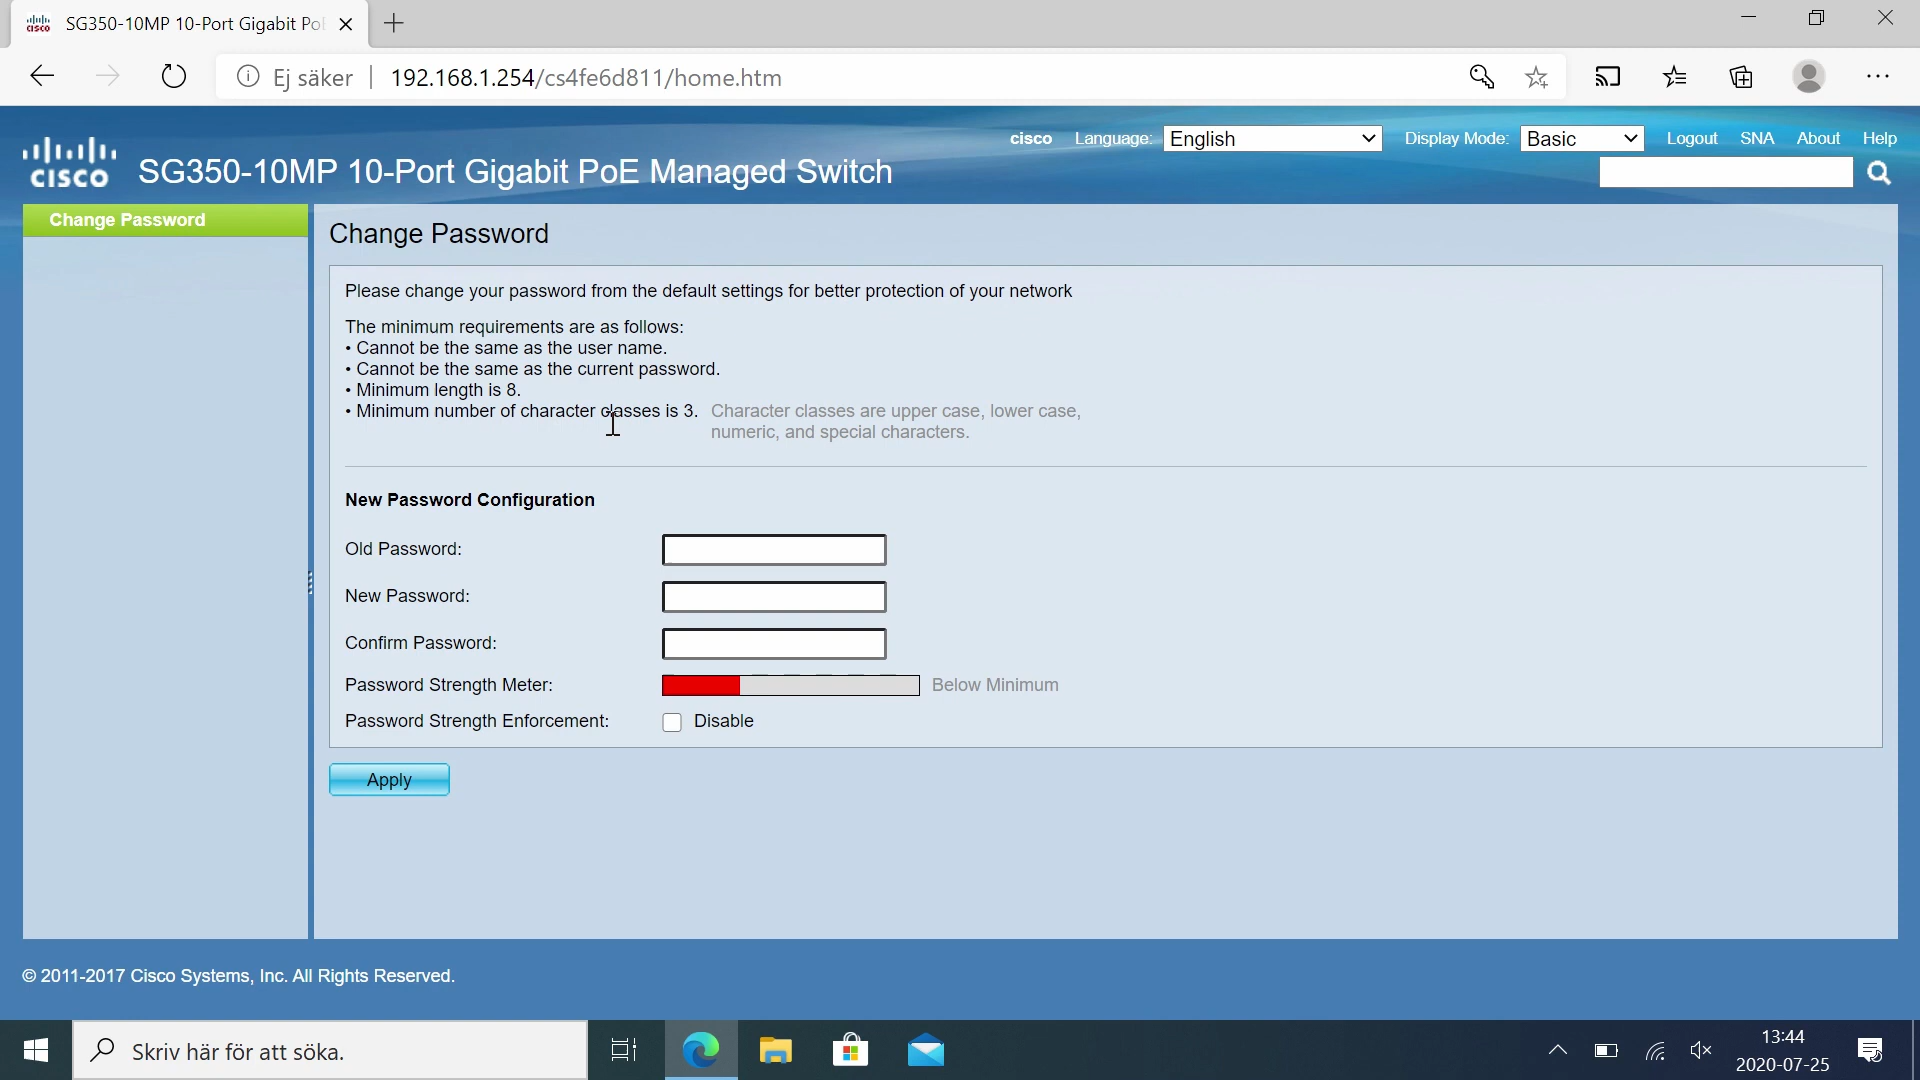 SG350-10MP 10-Port Gigabit Po
Ej säker
192.168.1.254/cs4fe6d811/home.htm
cisco
Language:
English
Display Mode:
Basic
Logout
SNA
About
Help
cisco
SG350-10MP 10-Port Gigabit PoE Managed Switch
Change Password
Change Password
Please change your password from the default settings for better protection of your network
The minimum requirements are as follows:
• Cannot be the same as the user name.
• Cannot be the same as the current password.
• Minimum length is 8.
• Minimum number of character classes is 3.
Character classes are upper case, lower case,
numeric, and special characters.
New Password Configuration
Old Password:
New Password:
Confirm Password:
Password Strength Meter:
Below Minimum
Password Strength Enforcement:
Disable
Apply
© 2011-2017 Cisco Systems, Inc. All Rights Reserved.
Skriv här för att söka.
13:44
2020-07-25